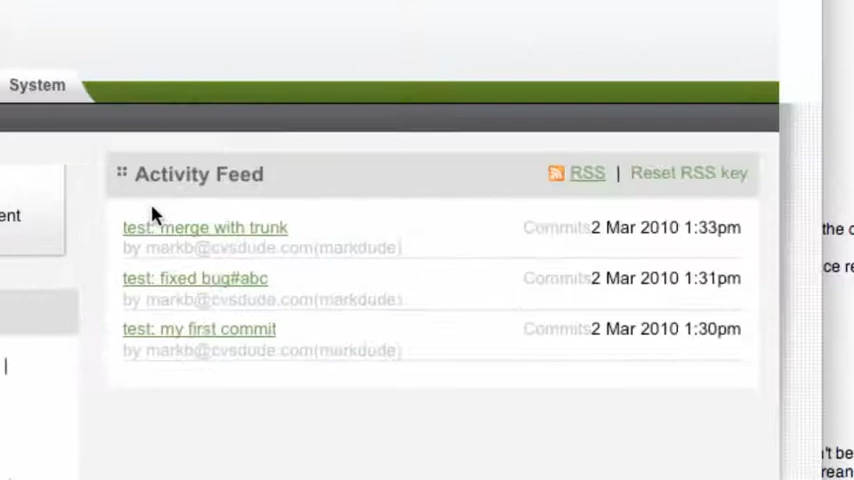 System
Activity Feed RSS | Reset RSS key
ent
test: merge with trunk Commits 2 Mar 2010 1:33pm
by markb@cvsdude.com(markdude)
the c
test: fixed bug#abc Commits 2 Mar 2010 1:31pm
ce re
by markb@cvsdude.com(markdude)
test: my first commit Commits 2 Mar 2010 1:30pm
by markb@cvsdude.com(markdude)
|
't be
rean